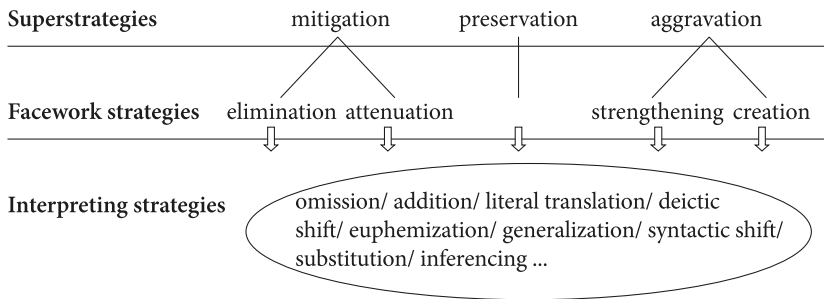 Superstrategies mitigation preservation aggravation
Facework strategies elimination attenuation strengthening creation
Interpreting strategies
omission/ addition/ literal translation/ deictic
shift/ euphemization/ generalization/ syntactic shift/
substitution/ inferencing ...